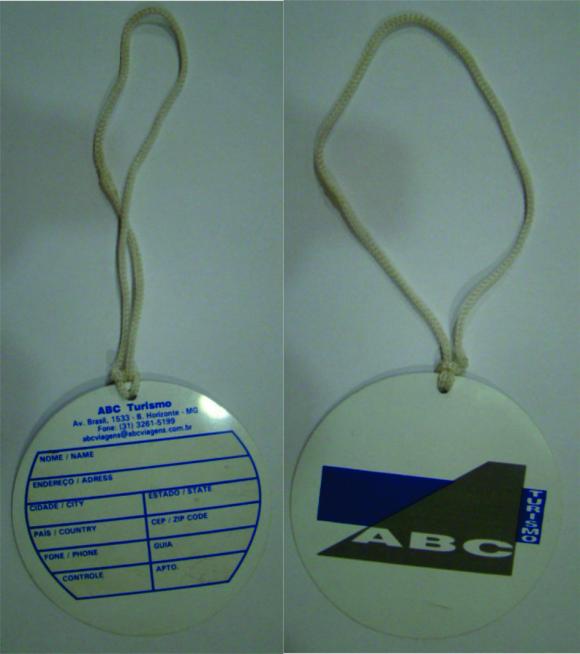 ABC Turismo
Av. Brasil, 1533 - B. Horizonte - MG
Fone: (31) 3261-5199
abcviagens@abcviagens.com.br
NOME / NAME
ENDEREÇO / ADRESS
CIDADE / CITY
ESTADO / STATE
PAÍS / COUNTRY
CEP / ZIP CODE
FONE / PHONE
GUIA
CONTROLE
APTO.
ABC
TURISMO